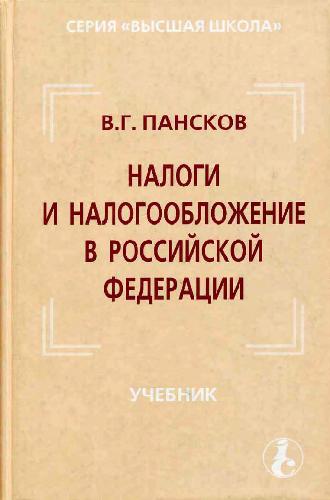 СЕРИЯ «ВЫСШАЯ ШКОЛА»
В.Г. ПАНСКОВ
НАЛОГИ
И НАЛОГООБЛОЖЕНИЕ
В РОССИЙСКОЙ
ФЕДЕРАЦИИ
УЧЕБНИК